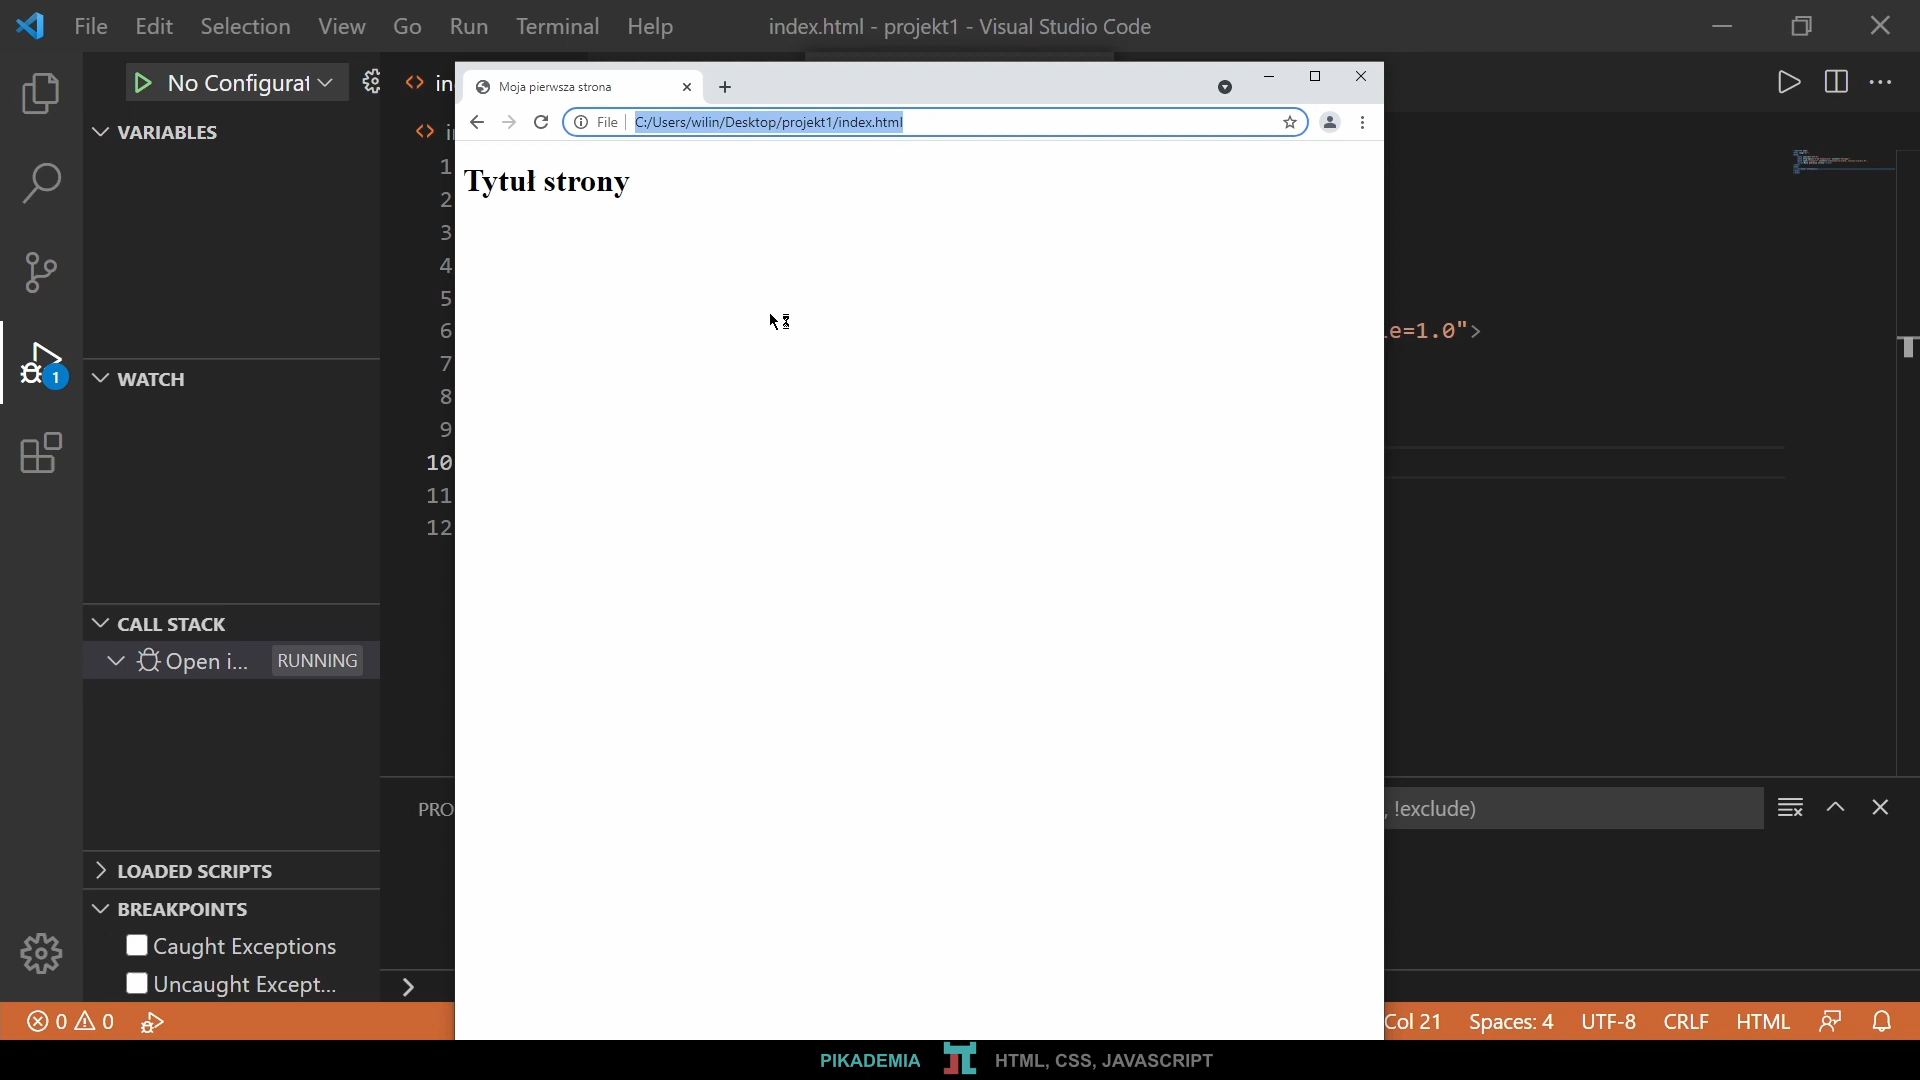 File Edit Selection View Go Run Terminal Help index.html - projekt1 - Visual Studio Code
No Configurat
VARIABLES
WATCH
CALL STACK
Open i... RUNNING
LOADED SCRIPTS
BREAKPOINTS
Caught Exceptions
Uncaught Except...
1
2
3
4
5
6
7
8
9
10
11
12
Moja pierwsza strona
File C:/Users/wilin/Desktop/projekt1/index.html
Tytuł strony
e=1.0">
PRO
, !exclude)
0 0 Col 21 Spaces: 4 UTF-8 CRLF HTML
PIKADEMIA HTML, CSS, JAVASCRIPT